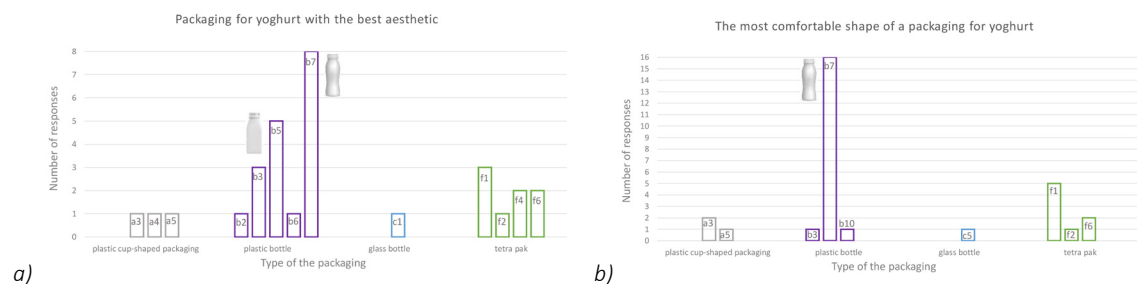 Packaging for yoghurt with the best aesthetic
Number of responses
8
7
6
5
4
3
2
1
0
a3
a4
a5
b2
b3
b5
b6
b7
c1
f1
f2
f4
f6
plastic cup-shaped packaging
plastic bottle
glass bottle
tetra pak
Type of the packaging
a)
The most comfortable shape of a packaging for yoghurt
Number of responses
16
15
14
13
12
11
10
9
8
7
6
5
4
3
2
1
0
a3
a5
b3
b7
b10
c5
f1
f2
f6
plastic cup-shaped packaging
plastic bottle
glass bottle
tetra pak
Type of the packaging
b)